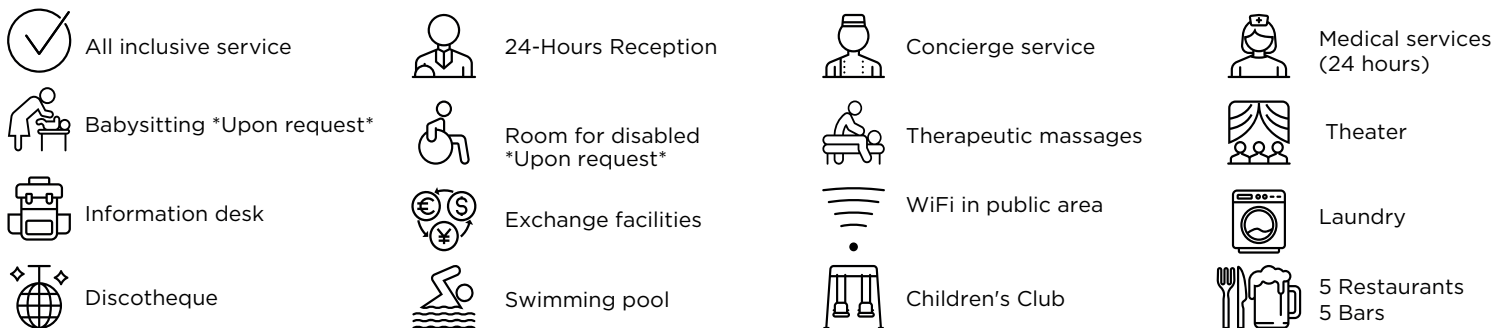 All inclusive service
24-Hours Reception
Concierge service
Medical services
(24 hours)
Babysitting *Upon request*
Room for disabled
*Upon request*
Therapeutic massages
Theater
Information desk
Exchange facilities
WiFi in public area
Laundry
Discotheque
Swimming pool
Children's Club
5 Restaurants
5 Bars